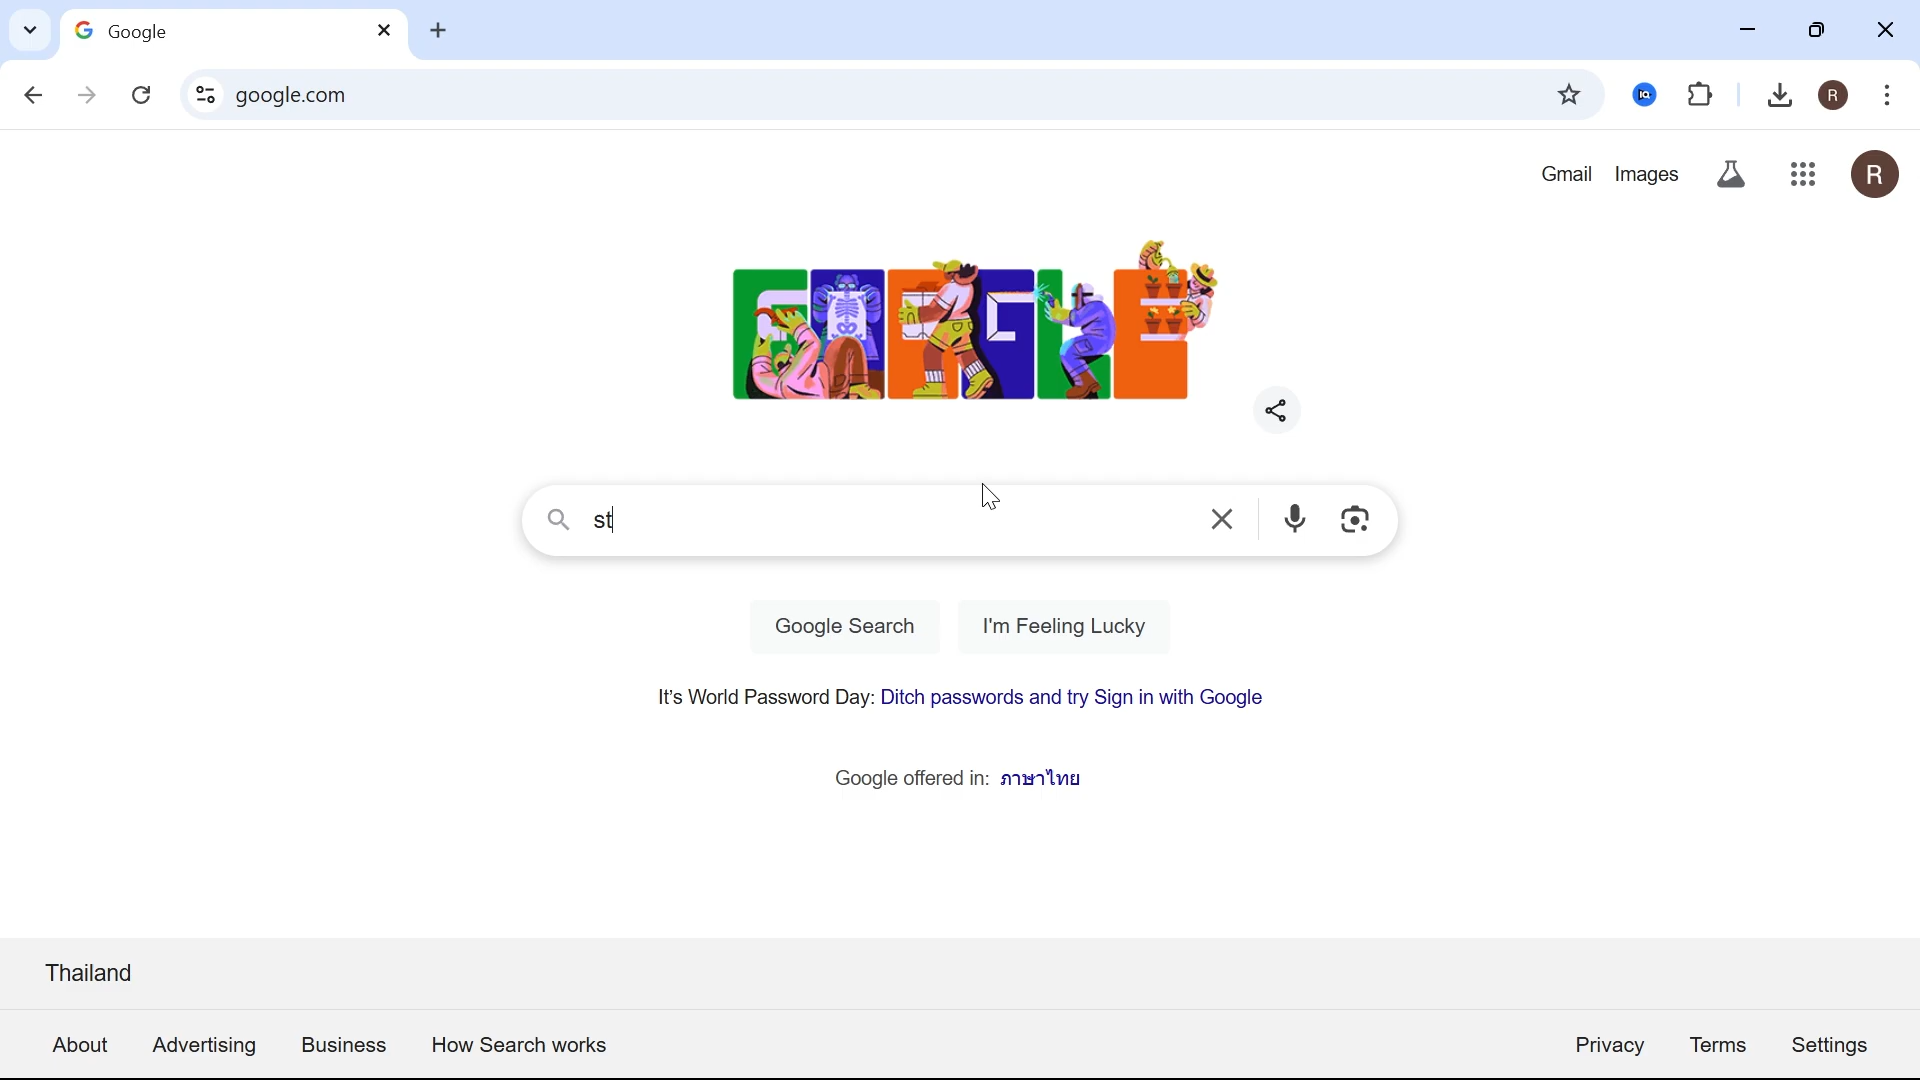 Google
google.com
R
Gmail Images R
st
Google Search I'm Feeling Lucky
It's World Password Day: Ditch passwords and try Sign in with Google
Google offered in: ภาษาไทย
Thailand
About Advertising Business How Search works Privacy Terms Settings